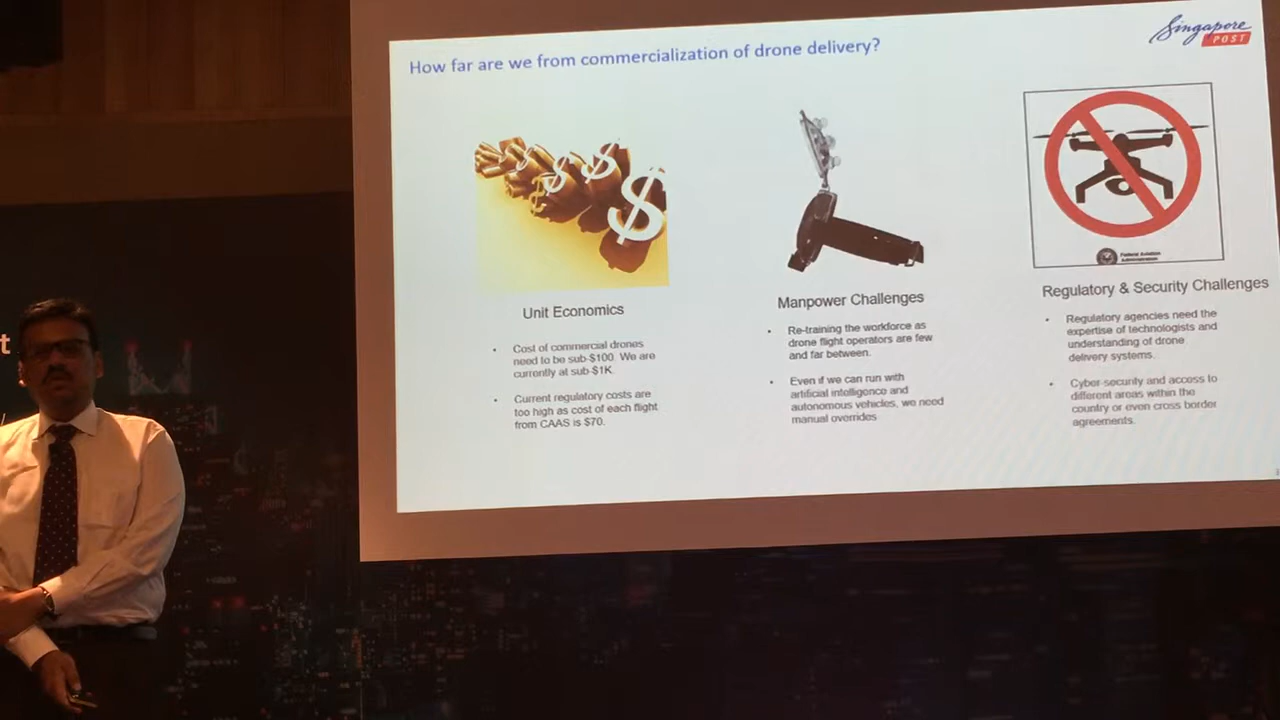 How far are we from commercialization of drone delivery?
Singapore
POST
t
$ $ $ $
Federal Aviation
Administration
Unit Economics
• Cost of commercial drones
need to be sub-$100. We are
currently at sub-$1K.
• Current regulatory costs are
too high as cost of each flight
from CAAS is $70.
Manpower Challenges
• Re-training the workforce as
drone flight operators are few
and far between.
• Even if we can run with
artificial intelligence and
autonomous vehicles, we need
manual overrides
Regulatory & Security Challenges
• Regulatory agencies need the
expertise of technologists and
understanding of drone
delivery systems.
• Cyber-security and access to
different areas within the
country or even cross border
agreements.